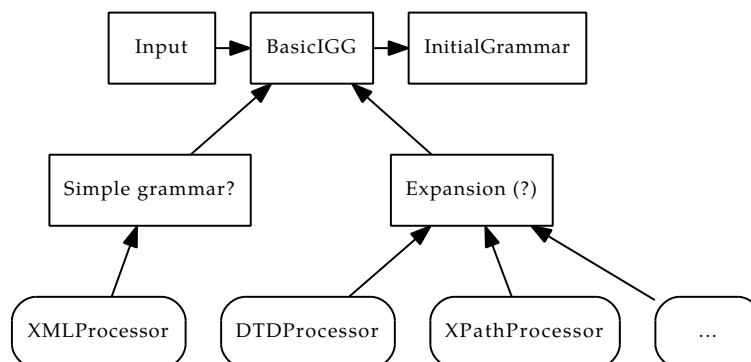 Input
BasicIGG
InitialGrammar
Simple grammar?
Expansion (?)
XMLProcessor
DTDProcessor
XPathProcessor
...